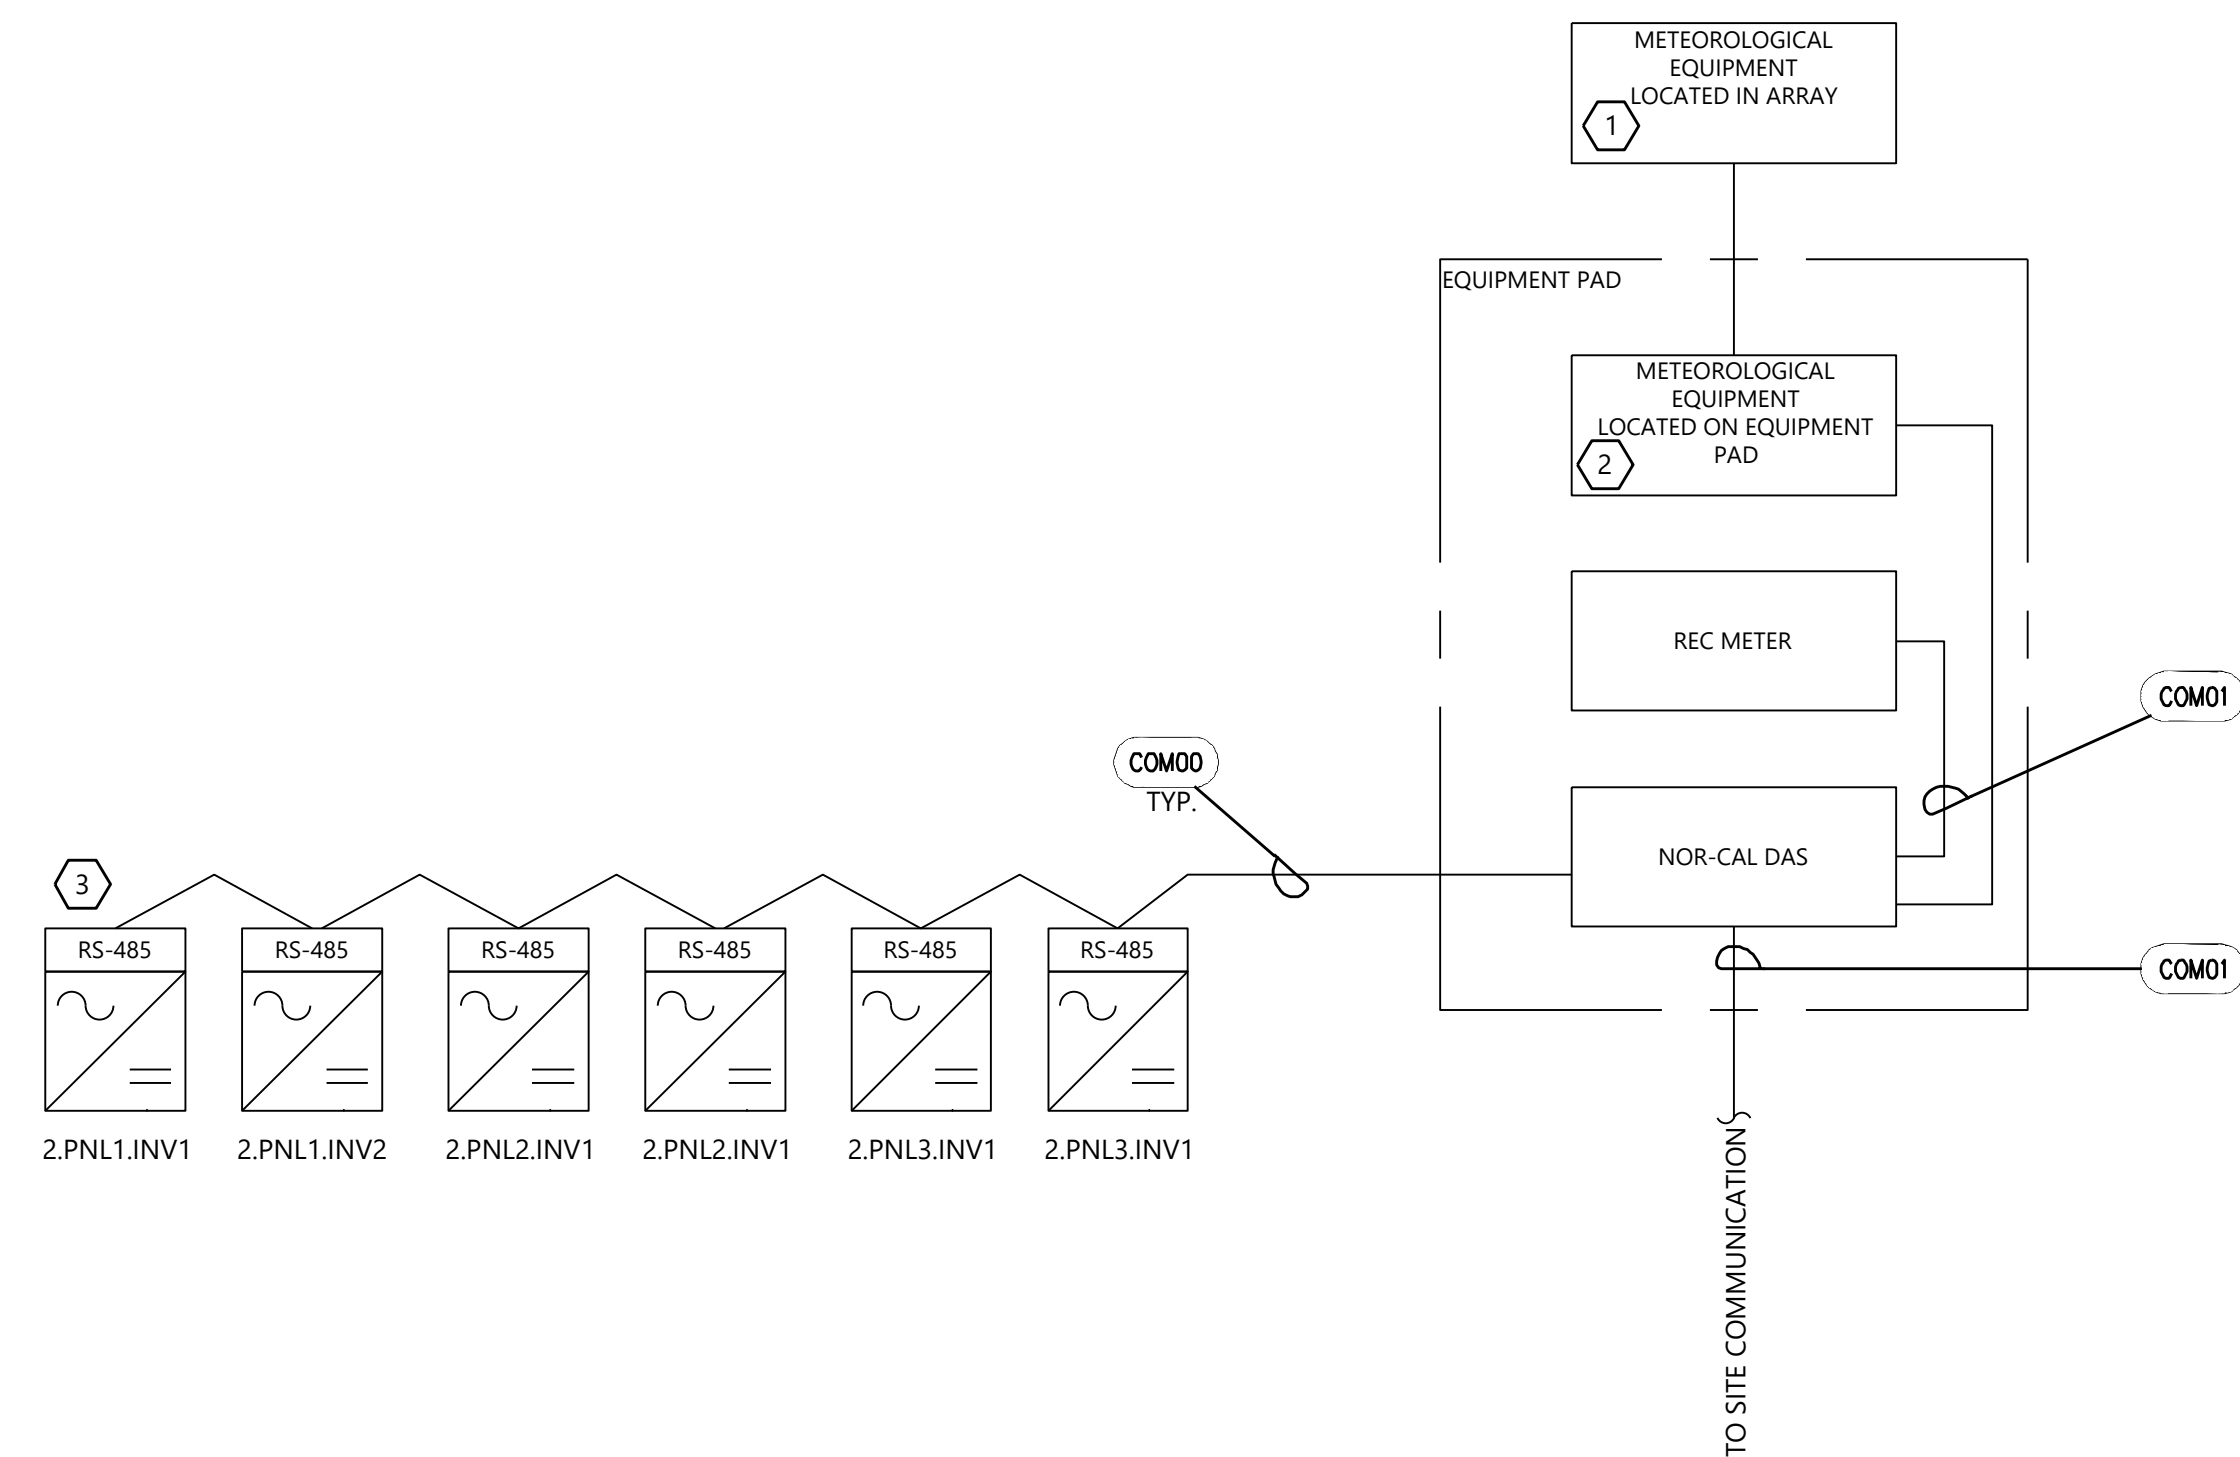 METEOROLOGICAL
EQUIPMENT
LOCATED IN ARRAY
1
EQUIPMENT PAD
METEOROLOGICAL
EQUIPMENT
LOCATED ON EQUIPMENT
PAD
2
REC METER
COM01
COM00
TYP.
NOR-CAL DAS
3
RS-485
RS-485
RS-485
RS-485
RS-485
RS-485
COM01
2.PNL1.INV1
2.PNL1.INV2
2.PNL2.INV1
2.PNL2.INV1
2.PNL3.INV1
2.PNL3.INV1
TO SITE COMMUNICATION